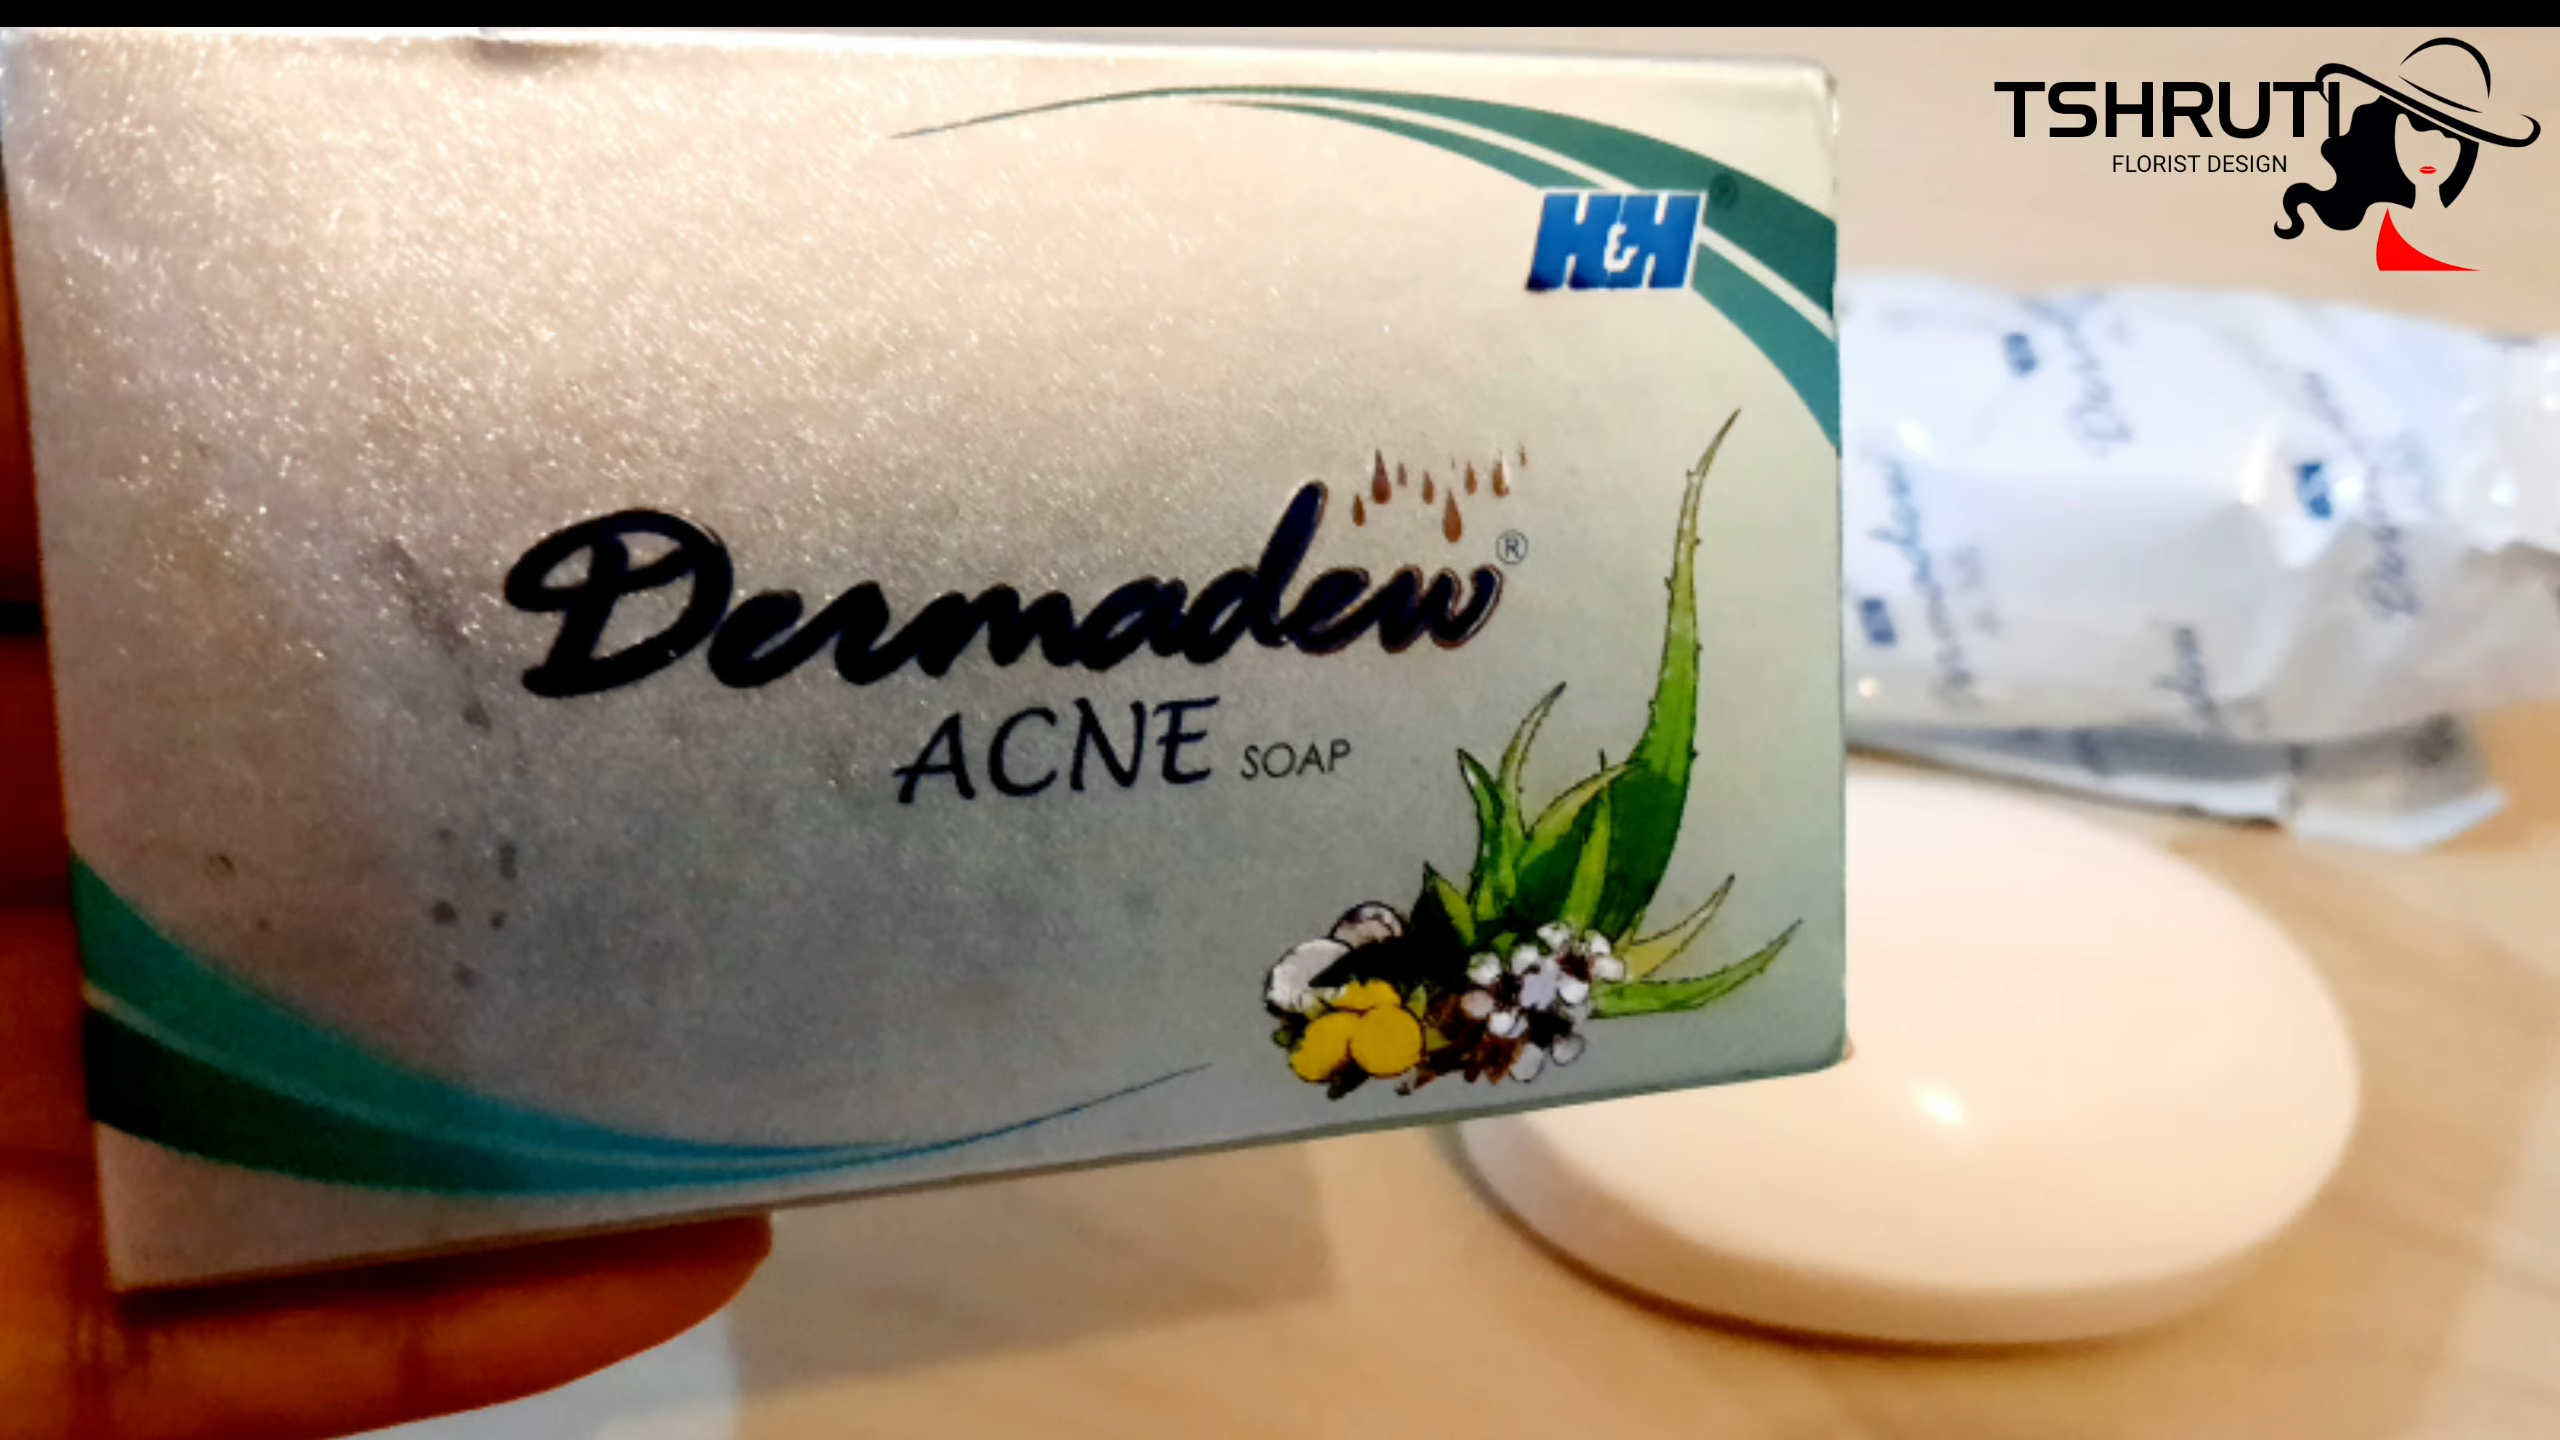 TSHRUTI
FLORIST DESIGN
H&H
Dermadew®
ACNE SOAP